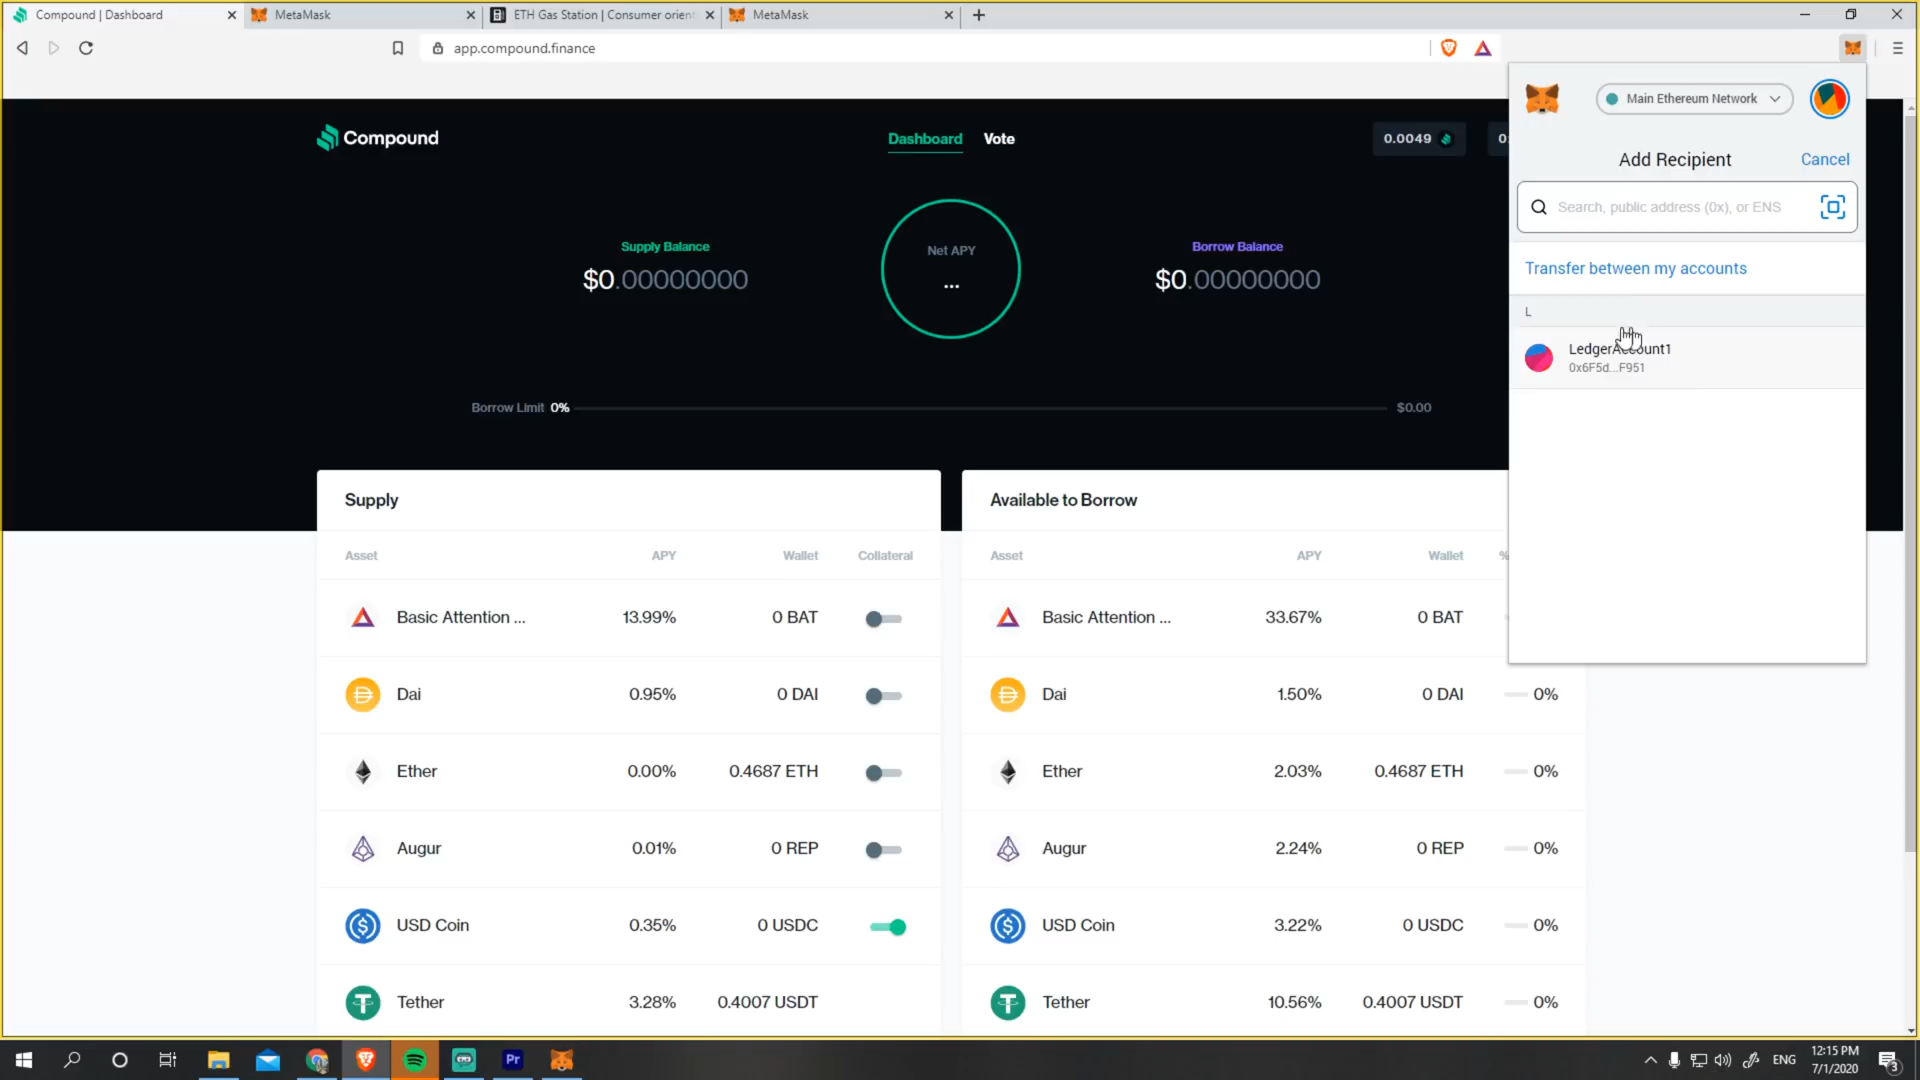 Compound | Dashboard
MetaMask
ETH Gas Station | Consumer orien
MetaMask
app.compound.finance
Main Ethereum Network
Compound
Dashboard
Vote
0.0049
0
Add Recipient
Cancel
Search, public address (0x), or ENS
Supply Balance
$0.00000000
Net APY
...
Borrow Balance
$0.00000000
Transfer between my accounts
L
LedgerAccount1
0x6F5d...F951
Borrow Limit 0%
$0.00
Supply
Asset APY Wallet Collateral
Basic Attention ... 13.99% 0 BAT
Dai 0.95% 0 DAI
Ether 0.00% 0.4687 ETH
Augur 0.01% 0 REP
USD Coin 0.35% 0 USDC
Tether 3.28% 0.4007 USDT
Available to Borrow
Asset APY Wallet %
Basic Attention ... 33.67% 0 BAT
Dai 1.50% 0 DAI 0%
Ether 2.03% 0.4687 ETH 0%
Augur 2.24% 0 REP 0%
USD Coin 3.22% 0 USDC 0%
Tether 10.56% 0.4007 USDT 0%
Pr
ENG
12:15 PM
7/1/2020
3